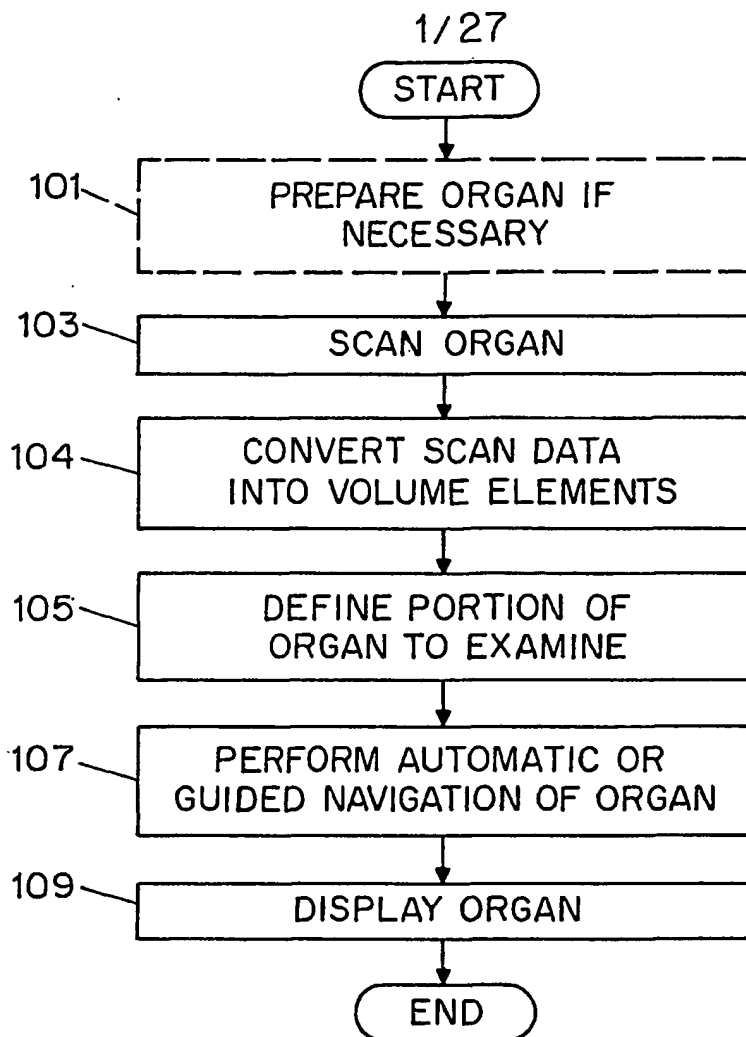 1/27
START
101
PREPARE ORGAN IF
NECESSARY
103
SCAN ORGAN
104
CONVERT SCAN DATA
INTO VOLUME ELEMENTS
105
DEFINE PORTION OF
ORGAN TO EXAMINE
107
PERFORM AUTOMATIC OR
GUIDED NAVIGATION OF ORGAN
109
DISPLAY ORGAN
END